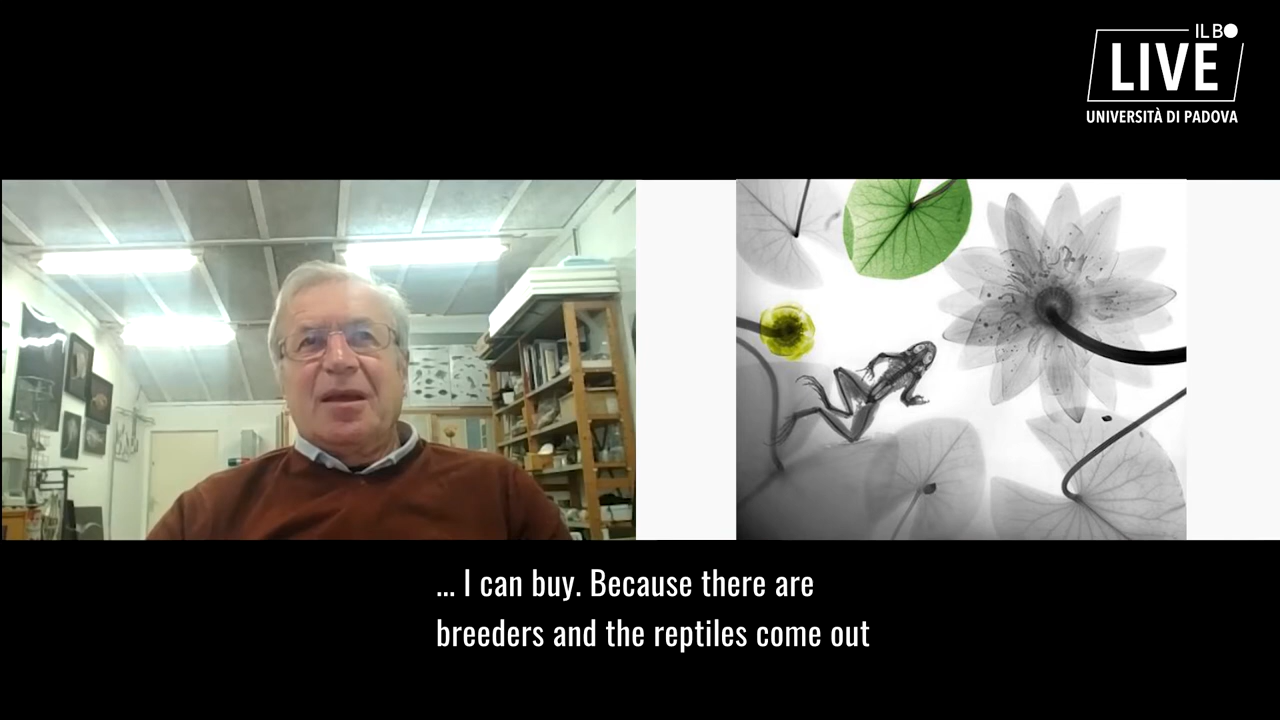 IL BO
LIVE
UNIVERSITÀ DI PADOVA
... I can buy. Because there are
breeders and the reptiles come out